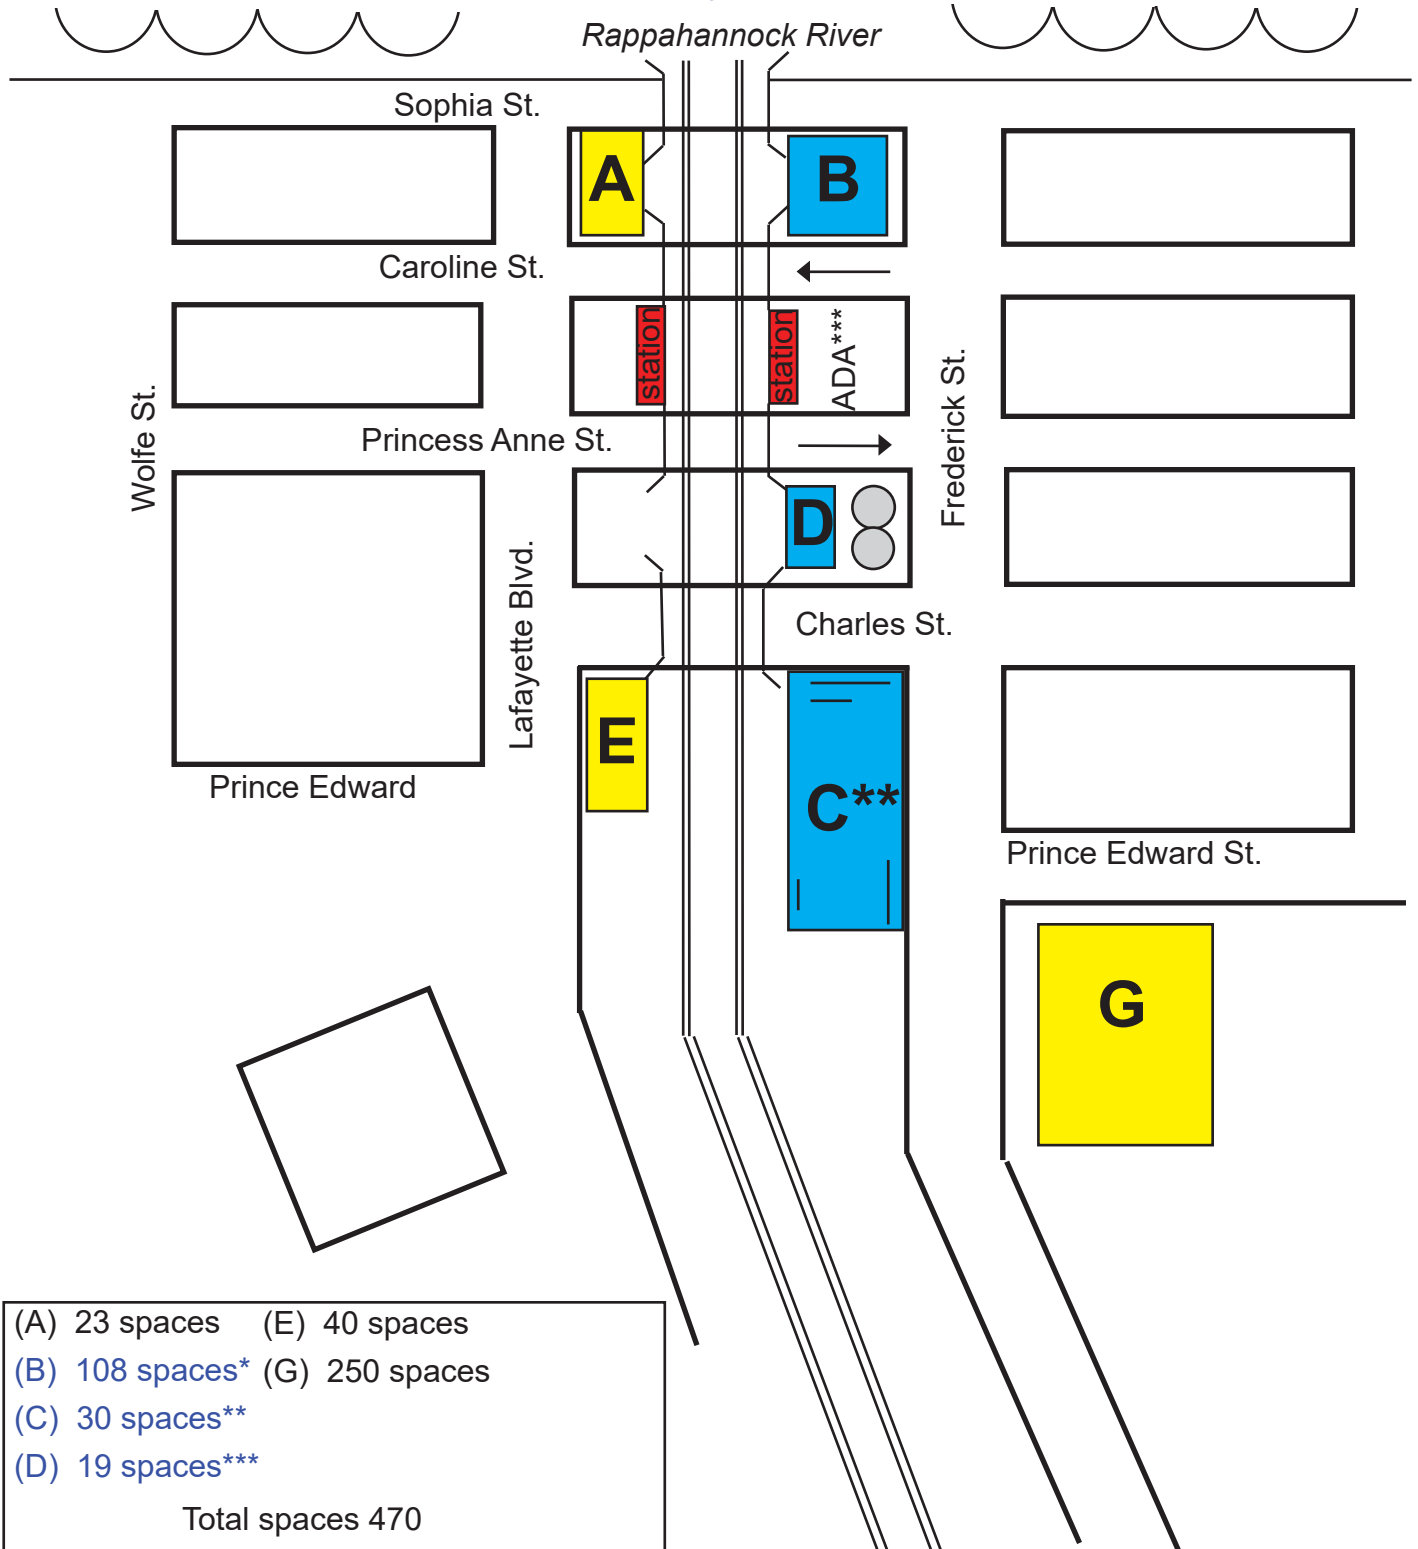 Rappahannock River
Sophia St.
A
B
Caroline St.
station
station
ADA***
Frederick St.
Wolfe St.
Princess Anne St.
D
Lafayette Blvd.
Charles St.
E
C**
Prince Edward
Prince Edward St.
G
(A) 23 spaces (E) 40 spaces
(B) 108 spaces* (G) 250 spaces
(C) 30 spaces**
(D) 19 spaces***
Total spaces 470